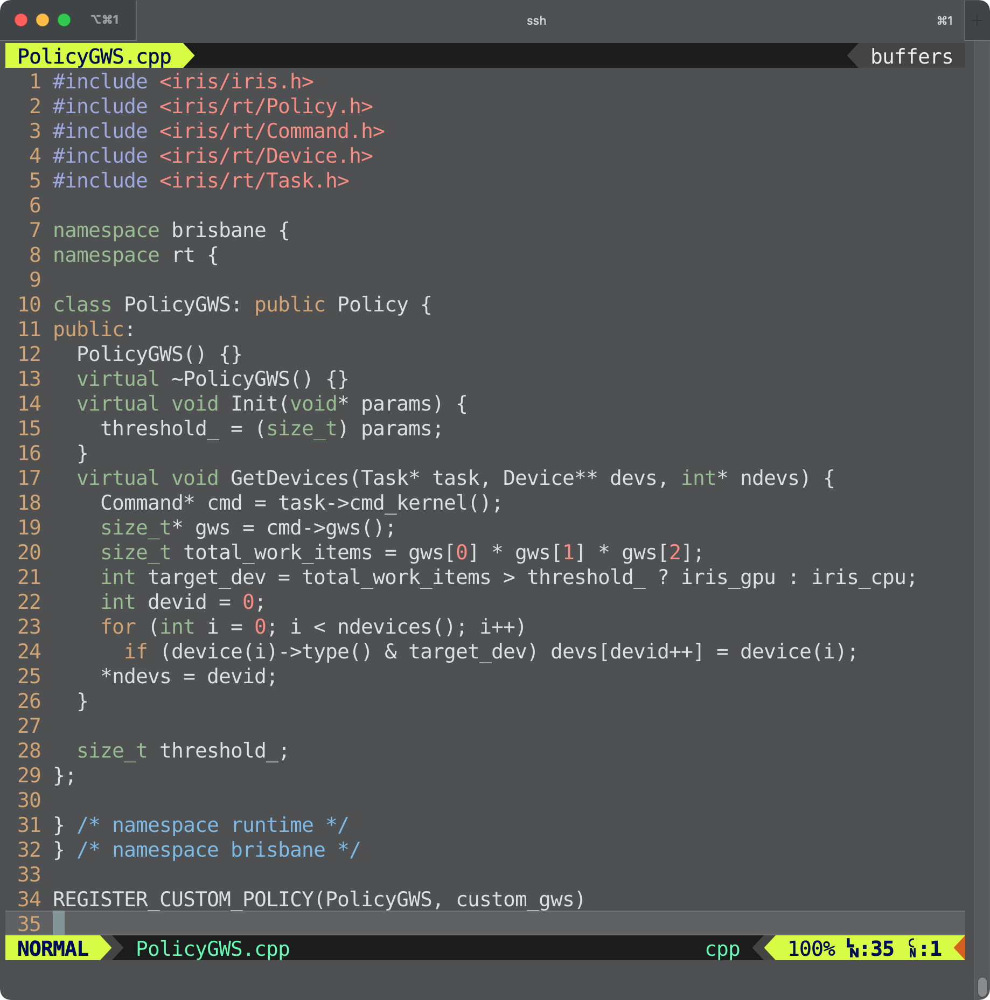 ⌥⌘1 ssh ⌘1 +
PolicyGWS.cpp buffers
1 #include <iris/iris.h>
2 #include <iris/rt/Policy.h>
3 #include <iris/rt/Command.h>
4 #include <iris/rt/Device.h>
5 #include <iris/rt/Task.h>
6
7 namespace brisbane {
8 namespace rt {
9
10 class PolicyGWS: public Policy {
11 public:
12   PolicyGWS() {}
13   virtual ~PolicyGWS() {}
14   virtual void Init(void* params) {
15     threshold_ = (size_t) params;
16   }
17   virtual void GetDevices(Task* task, Device** devs, int* ndevs) {
18     Command* cmd = task->cmd_kernel();
19     size_t* gws = cmd->gws();
20     size_t total_work_items = gws[0] * gws[1] * gws[2];
21     int target_dev = total_work_items > threshold_ ? iris_gpu : iris_cpu;
22     int devid = 0;
23     for (int i = 0; i < ndevices(); i++)
24       if (device(i)->type() & target_dev) devs[devid++] = device(i);
25     *ndevs = devid;
26   }
27
28   size_t threshold_;
29 };
30
31 } /* namespace runtime */
32 } /* namespace brisbane */
33
34 REGISTER_CUSTOM_POLICY(PolicyGWS, custom_gws)
35
NORMAL PolicyGWS.cpp cpp 100% LN:35 CN:1